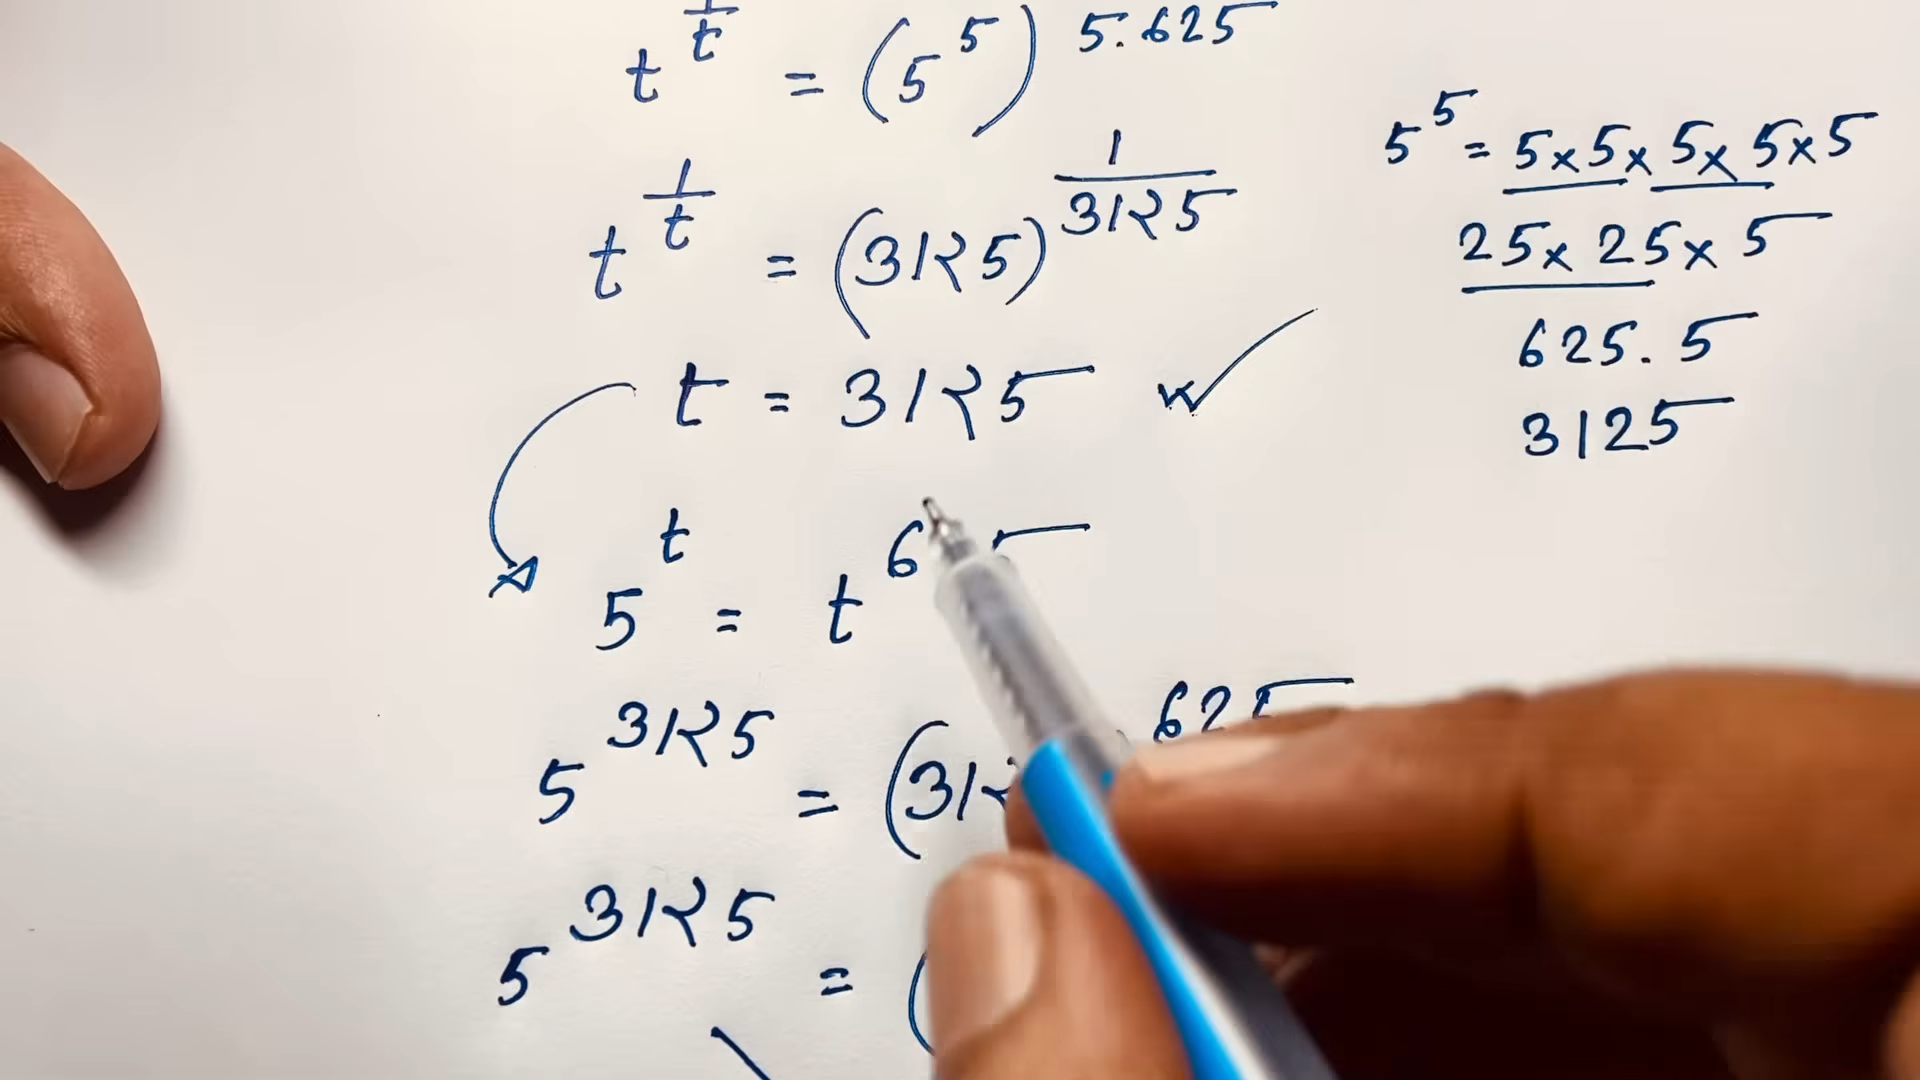 t^(1/t) = (5^5)^5.625
t^(1/t) = (3125)^(1/3125)
t = 3125 ✓
5^t = t^6
5^3125 = (31 625
5^3125 = (
5^5 = 5×5×5×5×5
25×25×5
625.5
3125